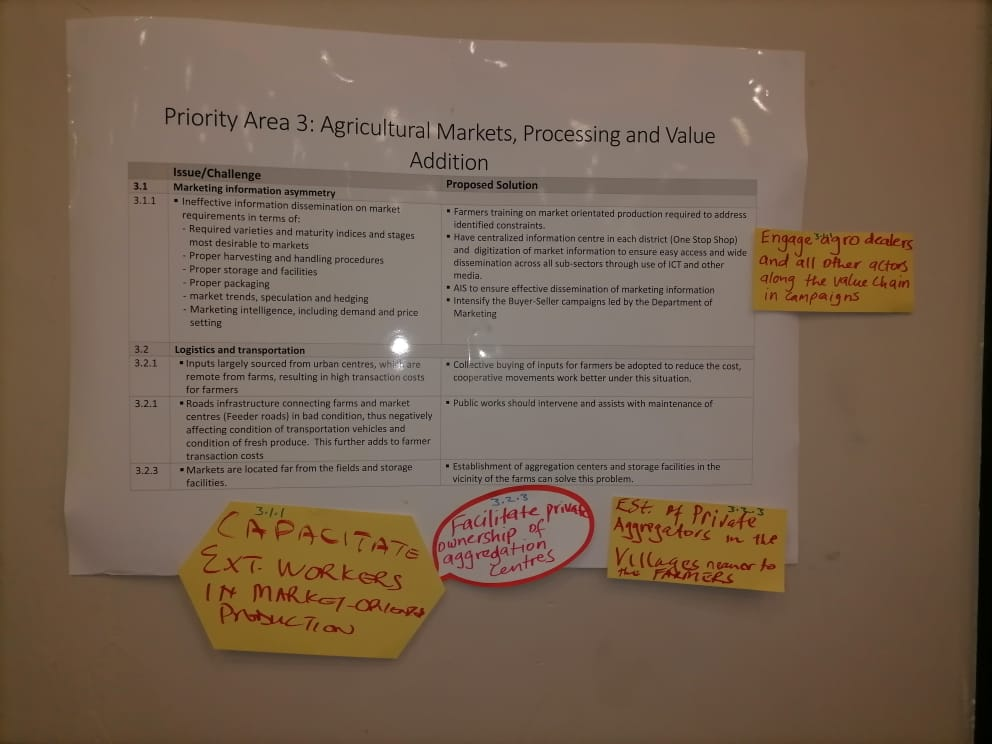 Priority Area 3: Agricultural Markets, Processing and Value
Addition
Issue/Challenge
Proposed Solution
3.1
Marketing information asymmetry
3.1.1
▪ Ineffective information dissemination on market
requirements in terms of:
- Required varieties and maturity indices and stages
most desirable to markets
- Proper harvesting and handling procedures
- Proper storage and facilities
- Proper packaging
- market trends, speculation and hedging
- Marketing intelligence, including demand and price
setting
▪ Farmers training on market orientated production required to address
identified constraints.
▪ Have centralized information centre in each district (One Stop Shop)
and digitization of market information to ensure easy access and wide
dissemination across all sub-sectors through use of ICT and other
media.
▪ AIS to ensure effective dissemination of marketing information
▪ Intensify the Buyer-Seller campaigns led by the Department of
Marketing
3.2
Logistics and transportation
3.2.1
▪ Inputs largely sourced from urban centres, which are
remote from farms, resulting in high transaction costs
for farmers
▪ Collective buying of inputs for farmers be adopted to reduce the cost,
cooperative movements work better under this situation.
3.2.1
▪ Roads infrastructure connecting farms and market
centres (Feeder roads) in bad condition, thus negatively
affecting condition of transportation vehicles and
condition of fresh produce. This further adds to farmer
transaction costs
▪ Public works should intervene and assists with maintenance of
3.2.3
▪ Markets are located far from the fields and storage
facilities.
▪ Establishment of aggregation centers and storage facilities in the
vicinity of the farms can solve this problem.
Engage agro dealers
and all other actors
along the value chain
in campaigns
3.1.1
CAPACITATE
EXT. WORKERS
IN MARKET-ORIENTD
PRODUCTION
3.2.3
Facilitate private
ownership of
aggregation
Centres
3.2.3
EST. of Private
Aggregators in the
Villages nearer to
the FARMERS